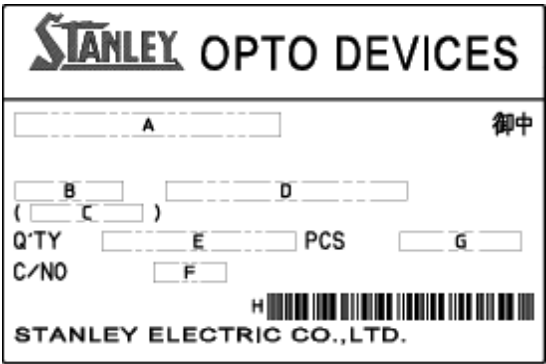 STANLEY OPTO DEVICES
A 御中
B D
( C )
Q'TY E PCS G
C/NO F
H
STANLEY ELECTRIC CO.,LTD.